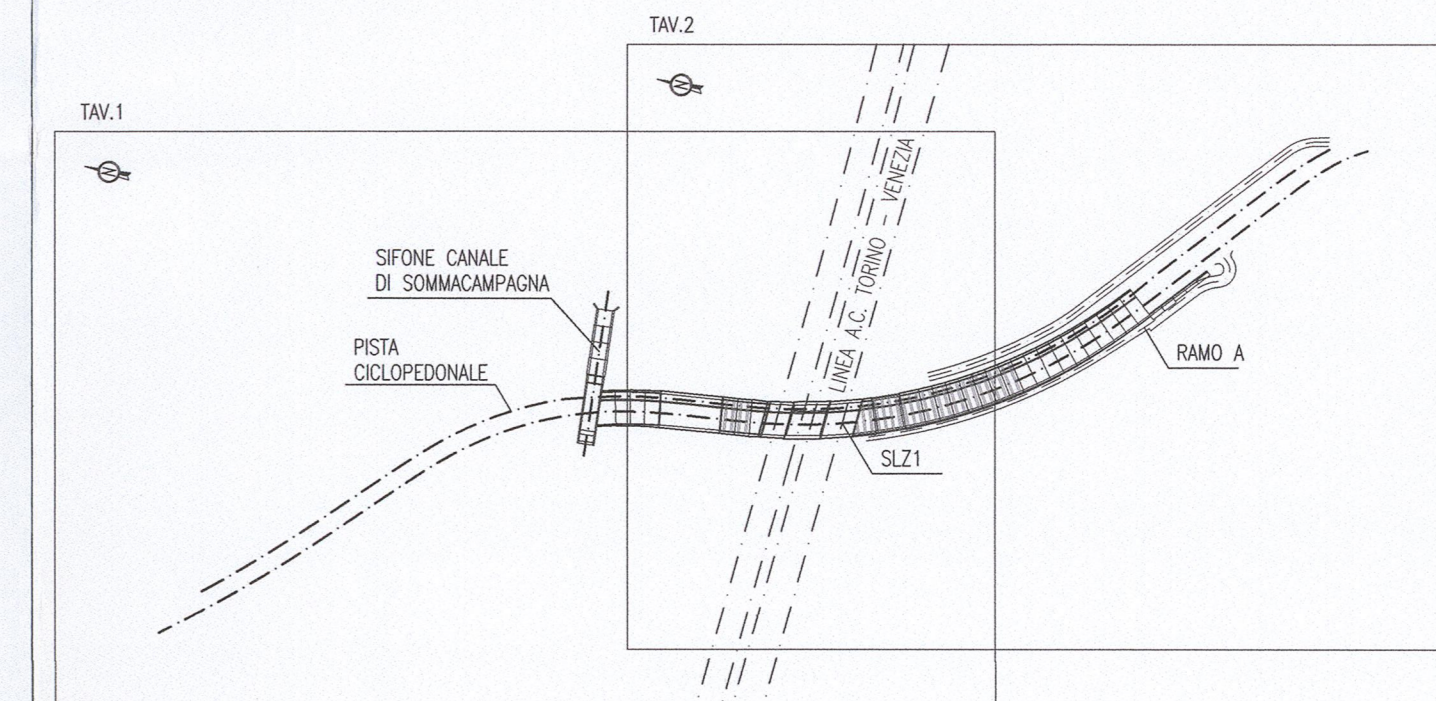 TAV.2
TAV.1
N
N
SIFONE CANALE
DI SOMMACAMPAGNA
PISTA
CICLOPEDONALE
LINEA A.C. TORINO - VENEZIA
RAMO A
SLZ1